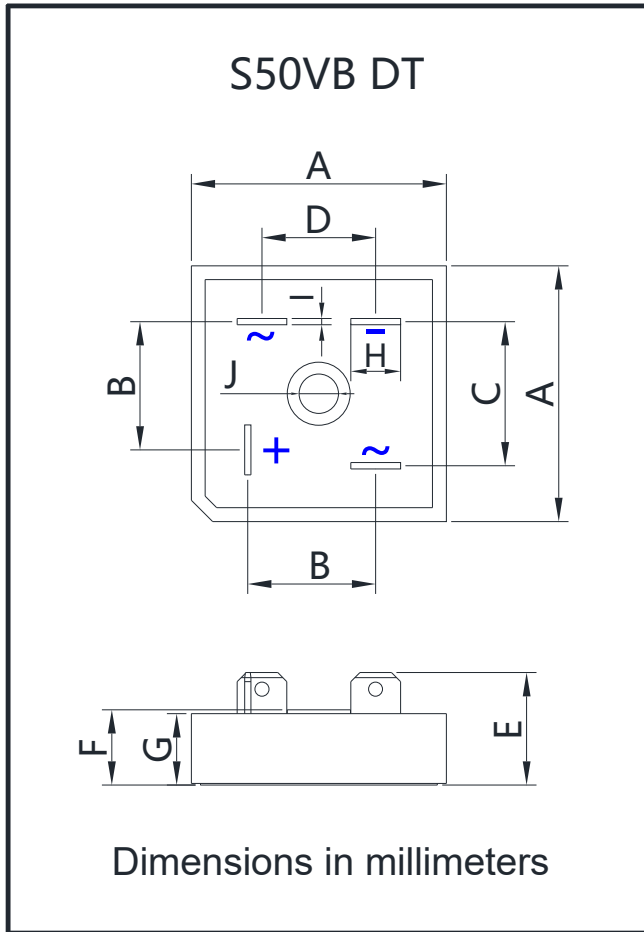 S50VB DT
A
D
I
~
−
H
B
J
C
A
+
~
B
F
G
E
Dimensions in millimeters